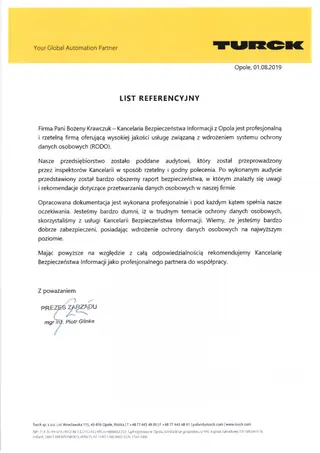 Your Global Automation Partner
TURCK
Opole, 01.08.2019
LIST REFERENCYJNY
Firma Pani Bożeny Krawczuk – Kancelaria Bezpieczeństwa Informacji z Opola jest profesjonalną
i rzetelną firmą oferującą wysokiej jakości usługę związaną z wdrożeniem systemu ochrony
danych osobowych (RODO).
Nasze przedsiębiorstwo zostało poddane audytowi, który został przeprowadzony
przez inspektorów Kancelarii w sposób rzetelny i godny polecenia. Po wykonanym audycie
przedstawiony został bardzo obszerny raport bezpieczeństwa, w którym znalazły się uwagi
i rekomendacje dotyczące przetwarzania danych osobowych w naszej firmie.
Opracowana dokumentacja jest wykonana profesjonalnie i pod każdym kątem spełnia nasze
oczekiwania. Jesteśmy bardzo dumni, iż w trudnym temacie ochrony danych osobowych,
skorzystaliśmy z usługi Kancelarii Bezpieczeństwa Informacji. Wiemy, że jesteśmy bardzo
dobrze zabezpieczeni, posiadając wdrożenie ochrony danych osobowych na najwyższym
poziomie.
Mając powyższe na względzie z całą odpowiedzialnością rekomendujemy Kancelarię
Bezpieczeństwa Informacji jako profesjonalnego partnera do współpracy.
Z poważaniem
PREZES ZARZĄDU
mgr inż. Piotr Glinka
Turck sp. z o.o.